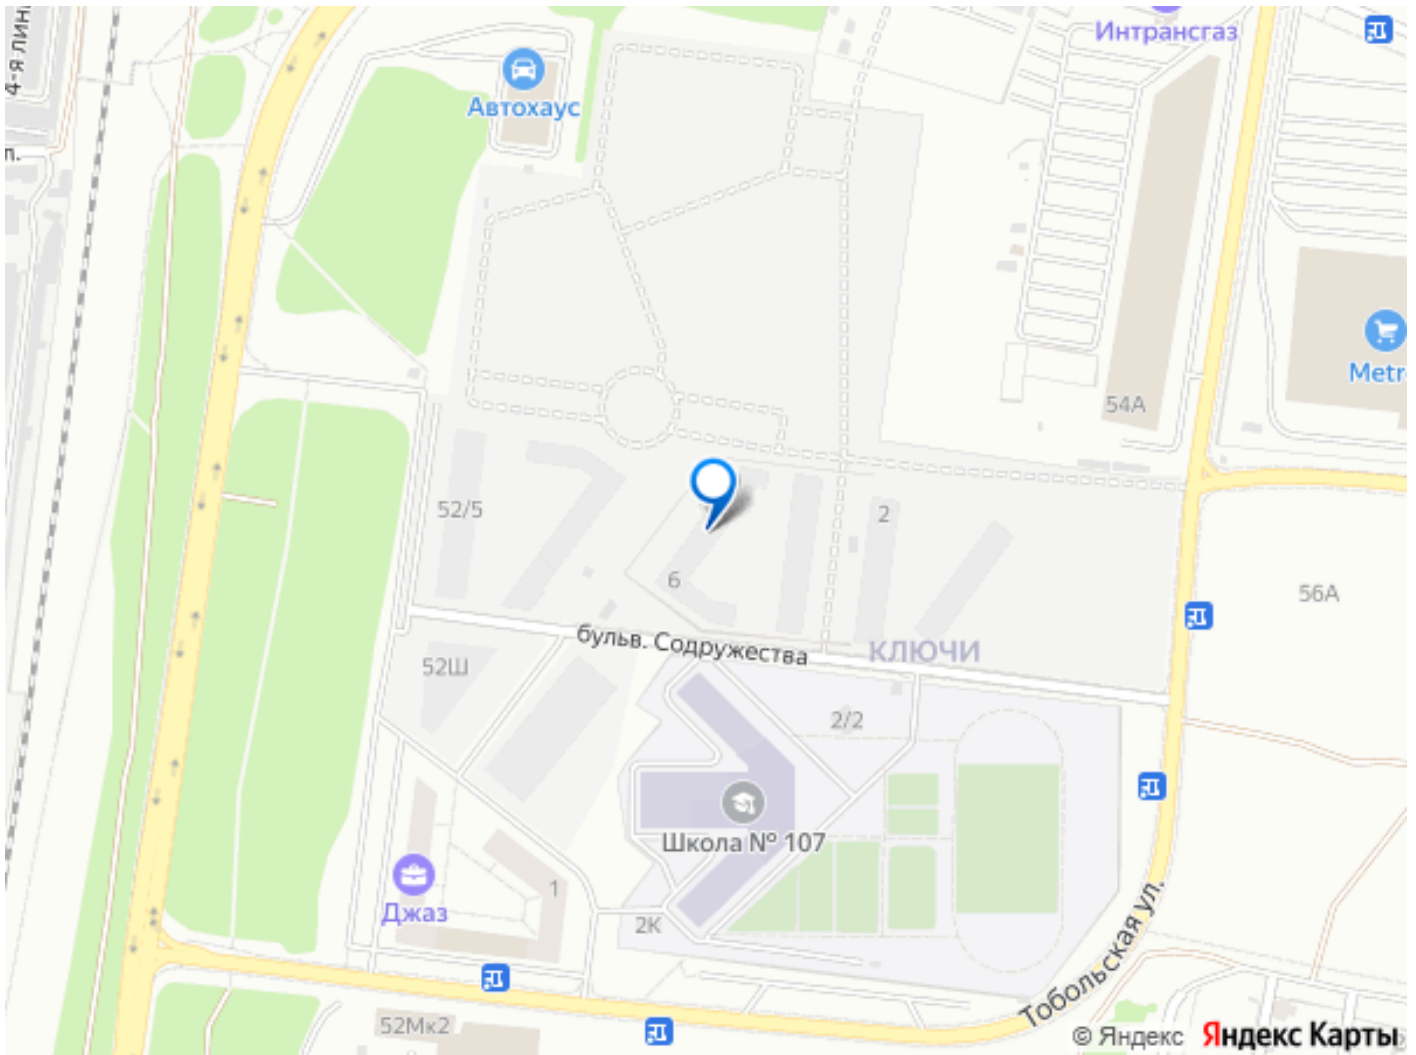 4-я лин
Интрансгаз
Автохаус
Metr
54А
52/5
2
6
56А
бульв. Содружества
КЛЮЧИ
52Ш
2/2
Школа № 107
1
Джаз
2К
Тобольская ул.
52Мк2
© Яндекс Яндекс Карты